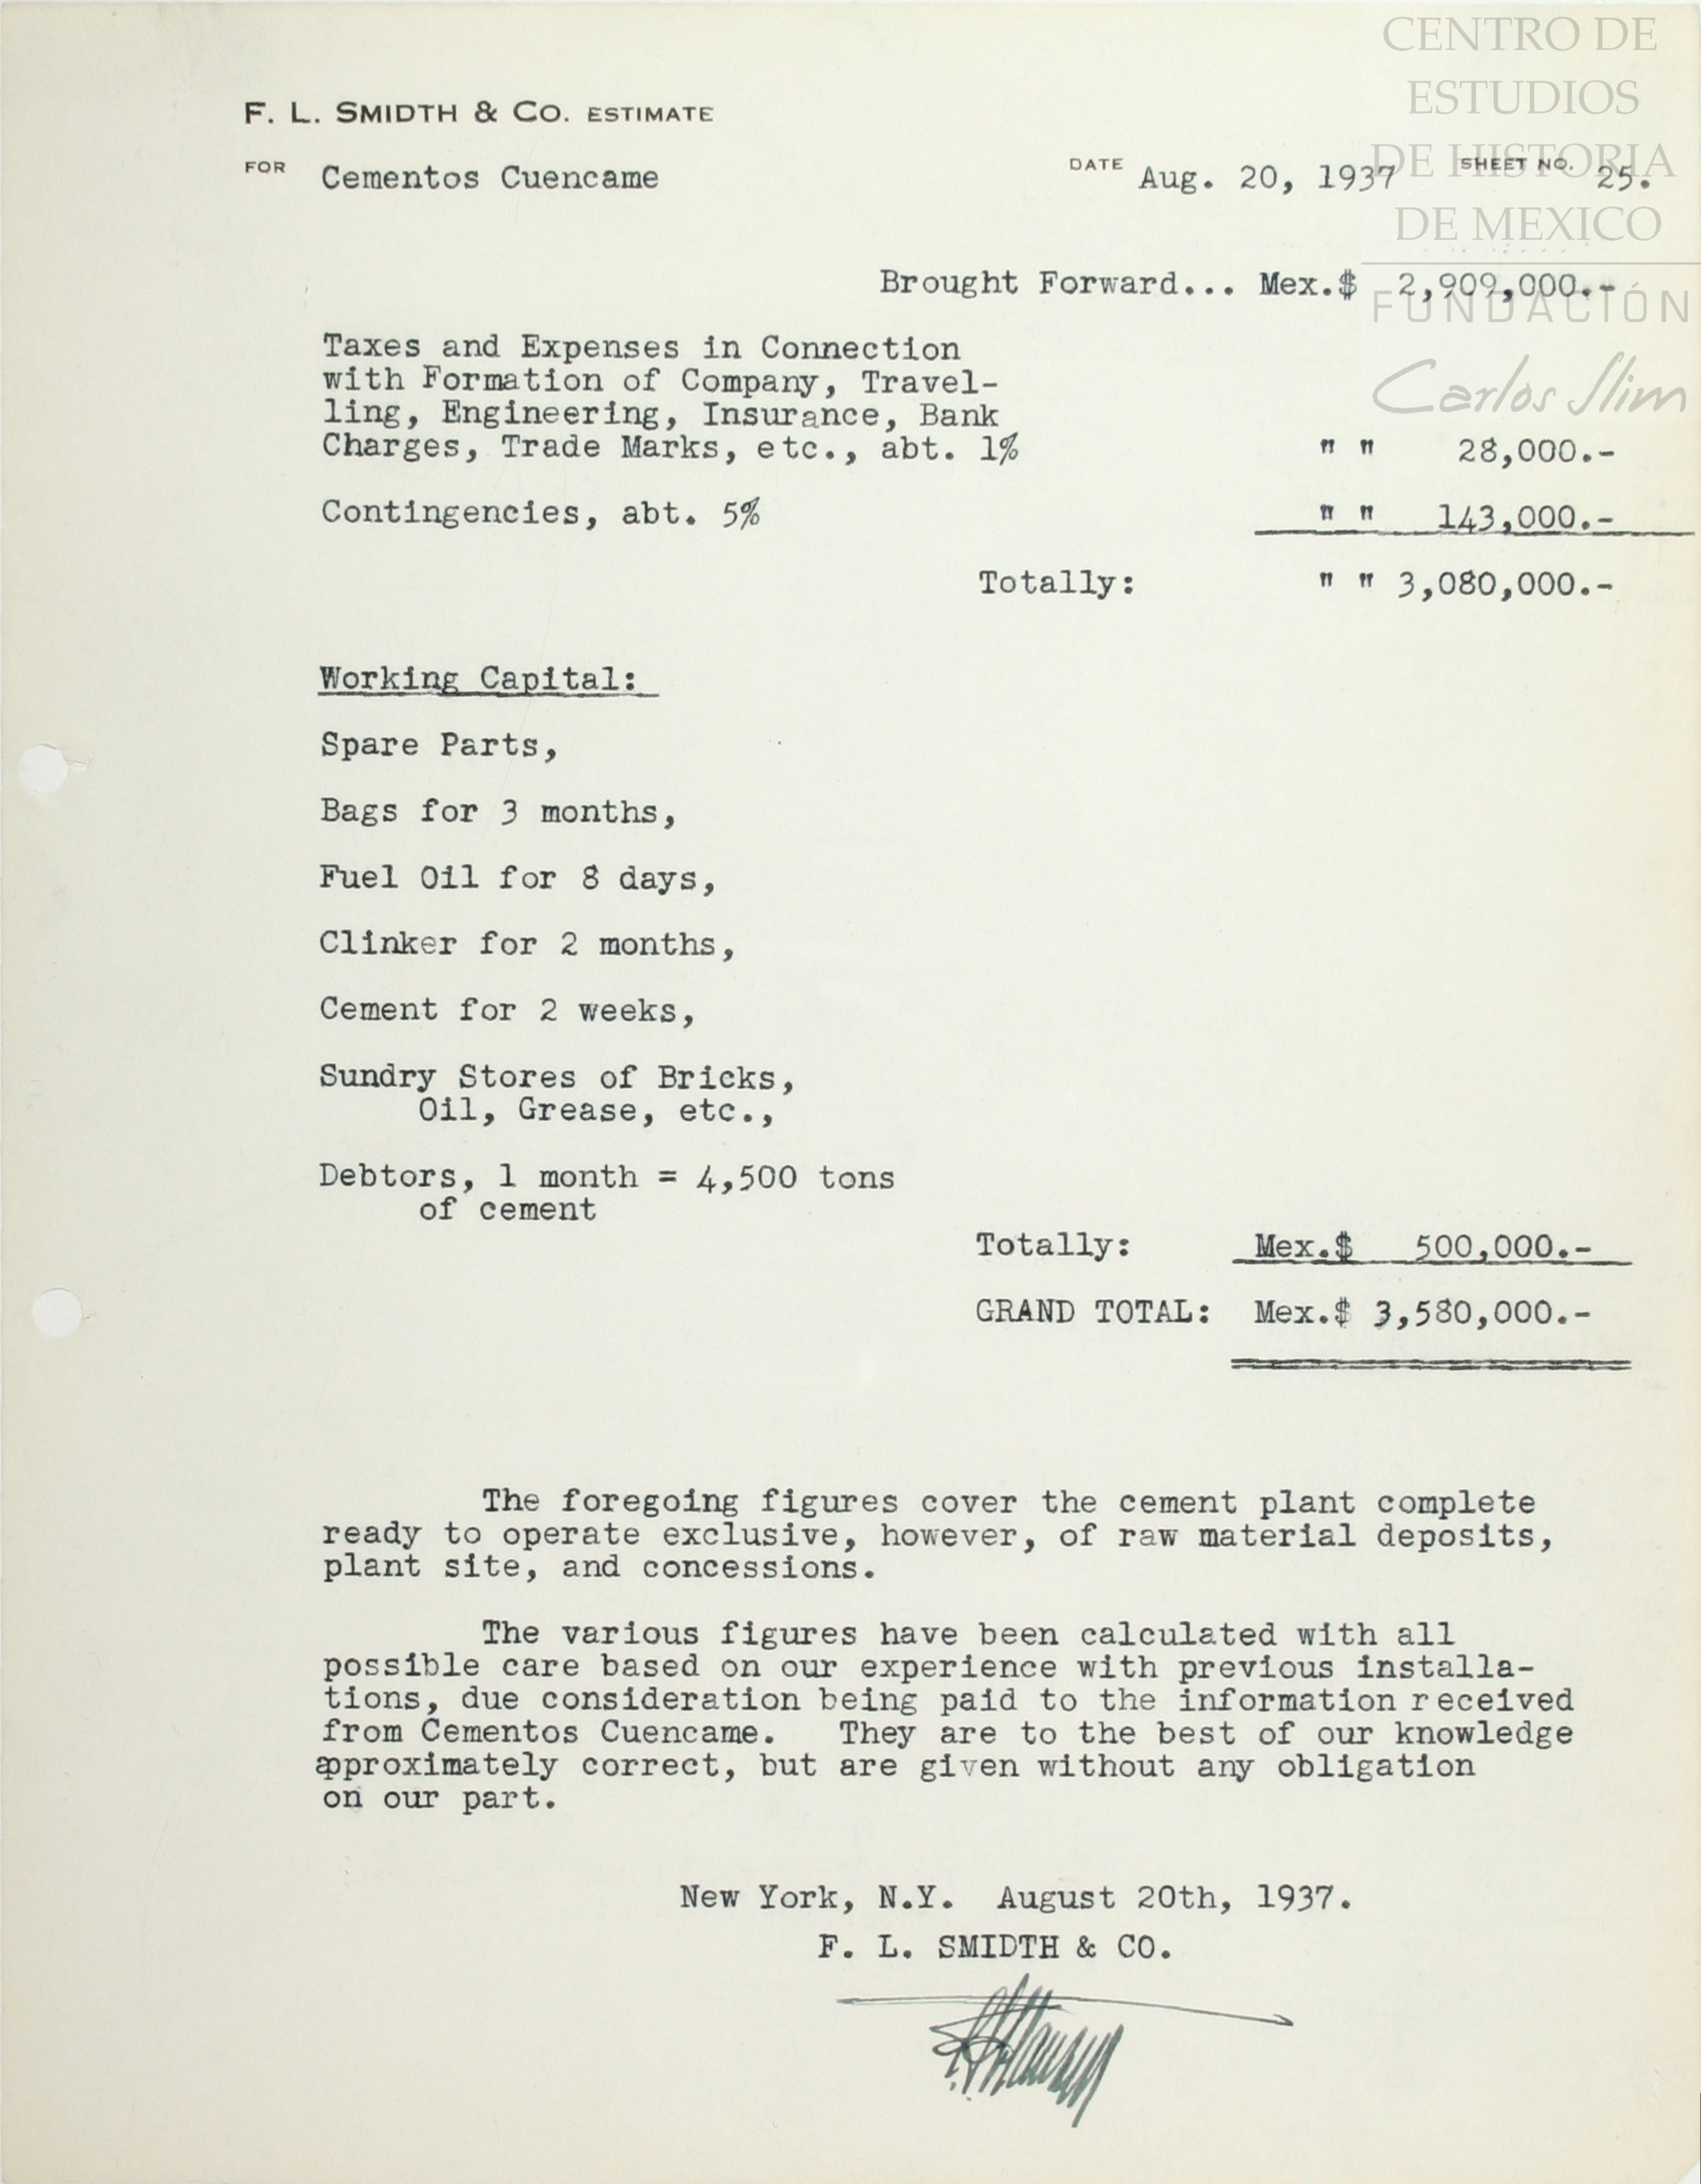 CENTRO DE
ESTUDIOS
DE HISTORIA
DE MEXICO
FUNDACIÓN
Carlos Slim
F. L. SMIDTH & CO. ESTIMATE
FOR Cementos Cuencame DATE Aug. 20, 1937 SHEET NO. 25.
Brought Forward... Mex.$ 2,909,000.-
Taxes and Expenses in Connection
with Formation of Company, Travel-
ling, Engineering, Insurance, Bank
Charges, Trade Marks, etc., abt. 1% " " 28,000.-
Contingencies, abt. 5% " " 143,000.-
Totally: " " 3,080,000.-
Working Capital:
Spare Parts,
Bags for 3 months,
Fuel Oil for 8 days,
Clinker for 2 months,
Cement for 2 weeks,
Sundry Stores of Bricks,
Oil, Grease, etc.,
Debtors, 1 month = 4,500 tons
of cement
Totally: Mex.$ 500,000.-
GRAND TOTAL: Mex.$ 3,580,000.-
The foregoing figures cover the cement plant complete
ready to operate exclusive, however, of raw material deposits,
plant site, and concessions.
The various figures have been calculated with all
possible care based on our experience with previous installa-
tions, due consideration being paid to the information received
from Cementos Cuencame. They are to the best of our knowledge
approximately correct, but are given without any obligation
on our part.
New York, N.Y. August 20th, 1937.
F. L. SMIDTH & CO.